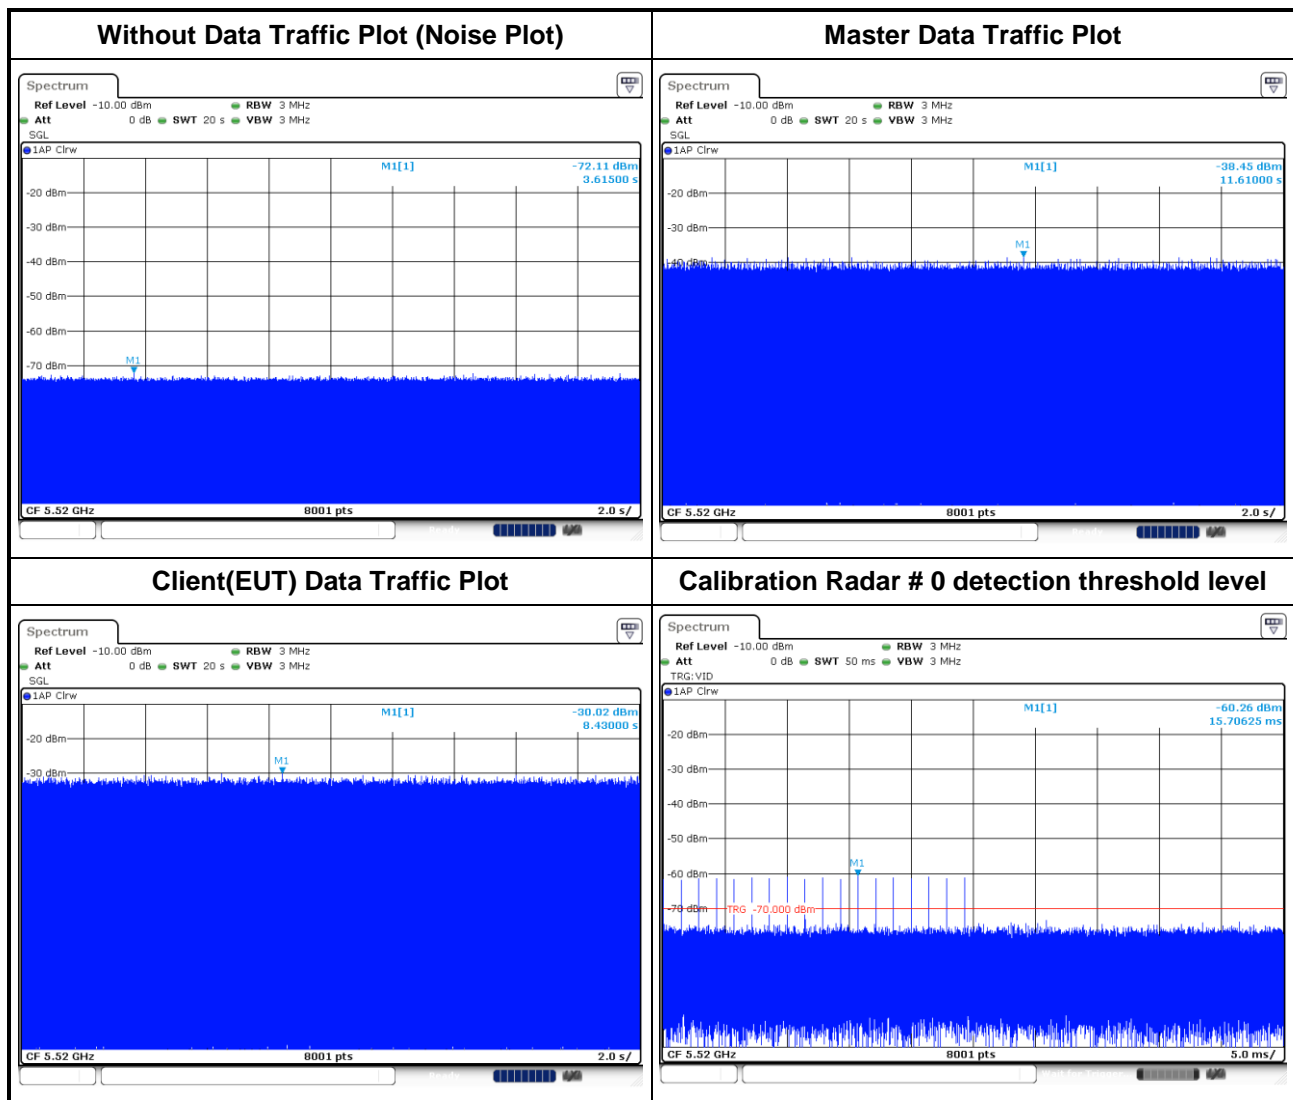 Without Data Traffic Plot (Noise Plot)
Spectrum
Ref Level -10.00 dBm RBW 3 MHz
Att 0 dB SWT 20 s VBW 3 MHz
SGL
1AP Clrw
M1[1] -72.11 dBm
3.61500 s
-20 dBm
-30 dBm
-40 dBm
-50 dBm
-60 dBm
-70 dBm
M1
CF 5.52 GHz 8001 pts 2.0 s/
Master Data Traffic Plot
Spectrum
Ref Level -10.00 dBm RBW 3 MHz
Att 0 dB SWT 20 s VBW 3 MHz
SGL
1AP Clrw
M1[1] -38.45 dBm
11.61000 s
-20 dBm
-30 dBm
M1
-40 dBm
CF 5.52 GHz 8001 pts 2.0 s/
Client(EUT) Data Traffic Plot
Spectrum
Ref Level -10.00 dBm RBW 3 MHz
Att 0 dB SWT 20 s VBW 3 MHz
SGL
1AP Clrw
M1[1] -30.02 dBm
8.43000 s
-20 dBm
M1
-30 dBm
CF 5.52 GHz 8001 pts 2.0 s/
Calibration Radar # 0 detection threshold level
Spectrum
Ref Level -10.00 dBm RBW 3 MHz
Att 0 dB SWT 50 ms VBW 3 MHz
TRG:VID
1AP Clrw
M1[1] -60.26 dBm
15.70625 ms
-20 dBm
-30 dBm
-40 dBm
-50 dBm
M1
-60 dBm
-70 dBm TRG -70.000 dBm
CF 5.52 GHz 8001 pts 5.0 ms/
Wait for Trigger